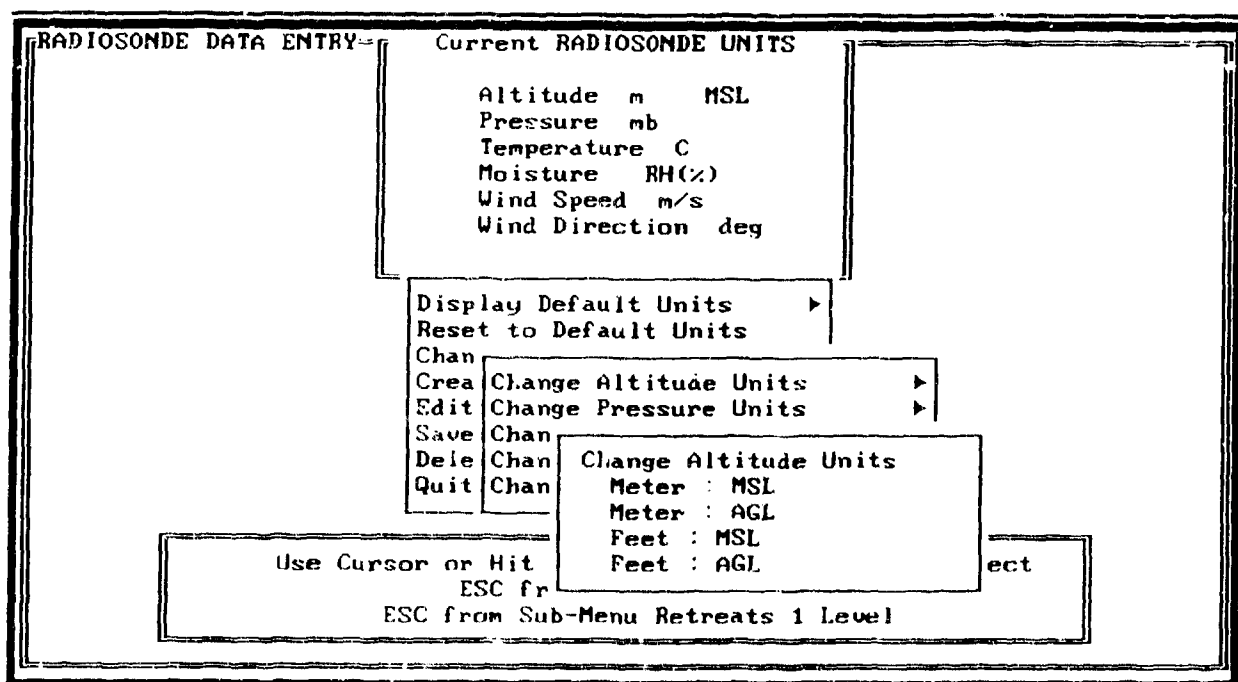 RADIOSONDE DATA ENTRY
Current RADIOSONDE UNITS
Altitude m MSL
Pressure mb
Temperature C
Moisture RH(%)
Wind Speed m/s
Wind Direction deg
Display Default Units
Reset to Default Units
Chan
Crea
Edit
Save
Dele
Quit
Change Altitude Units
Change Pressure Units
Chan
Chan
Chan
Change Altitude Units
Meter : MSL
Meter : AGL
Feet : MSL
Feet : AGL
Use Cursor or Hit ect
ESC fr
ESC from Sub-Menu Retreats 1 Level